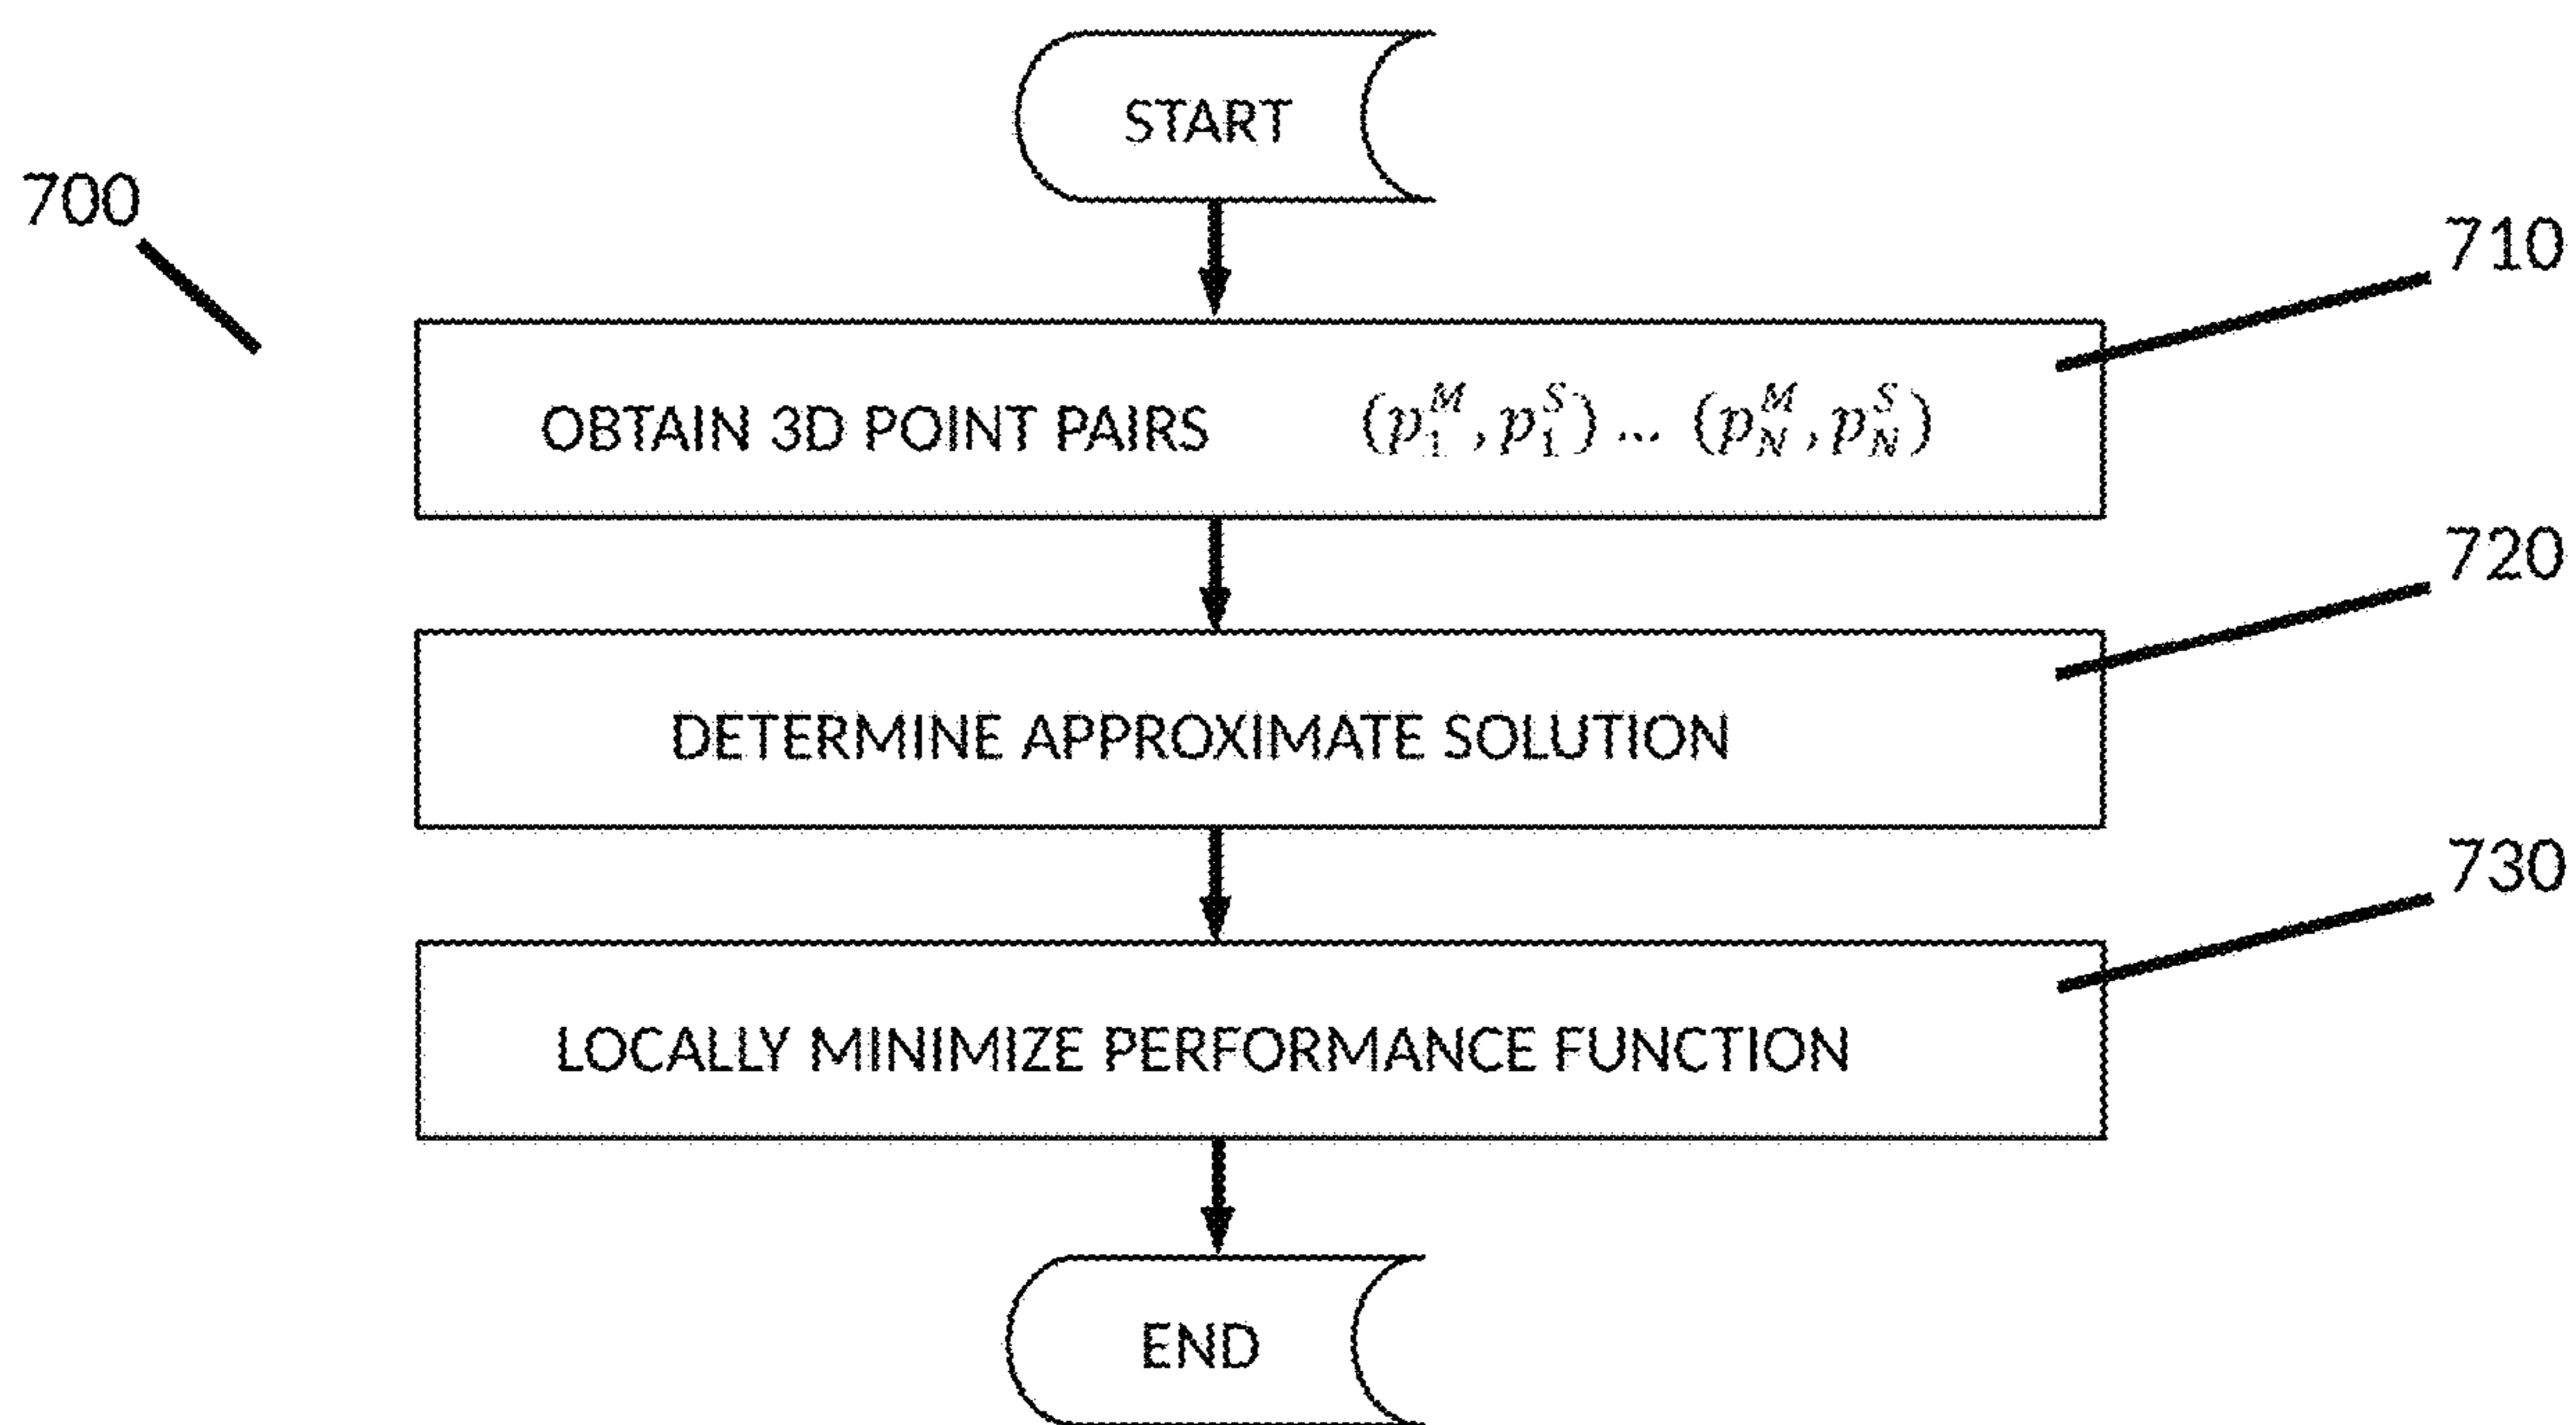 START
700
710
OBTAIN 3D POINT PAIRS (p₁ᴹ, p₁ˢ) ... (p_Nᴹ, p_Nˢ)
720
DETERMINE APPROXIMATE SOLUTION
730
LOCALLY MINIMIZE PERFORMANCE FUNCTION
END